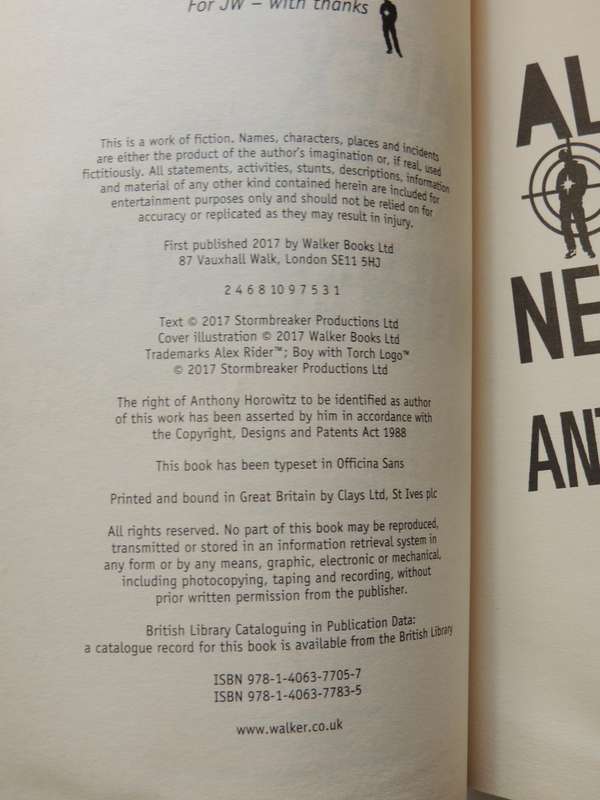 For JW – with thanks
This is a work of fiction. Names, characters, places and incidents
are either the product of the author's imagination or, if real, used
fictitiously. All statements, activities, stunts, descriptions, information
and material of any other kind contained herein are included for
entertainment purposes only and should not be relied on for
accuracy or replicated as they may result in injury.
First published 2017 by Walker Books Ltd
87 Vauxhall Walk, London SE11 5HJ
2 4 6 8 10 9 7 5 3 1
Text © 2017 Stormbreaker Productions Ltd
Cover illustration © 2017 Walker Books Ltd
Trademarks Alex Rider™; Boy with Torch Logo™
© 2017 Stormbreaker Productions Ltd
The right of Anthony Horowitz to be identified as author
of this work has been asserted by him in accordance with
the Copyright, Designs and Patents Act 1988
This book has been typeset in Officina Sans
Printed and bound in Great Britain by Clays Ltd, St Ives plc
All rights reserved. No part of this book may be reproduced,
transmitted or stored in an information retrieval system in
any form or by any means, graphic, electronic or mechanical,
including photocopying, taping and recording, without
prior written permission from the publisher.
British Library Cataloguing in Publication Data:
a catalogue record for this book is available from the British Library
ISBN 978-1-4063-7705-7
ISBN 978-1-4063-7783-5
www.walker.co.uk
AL
NE
ANT